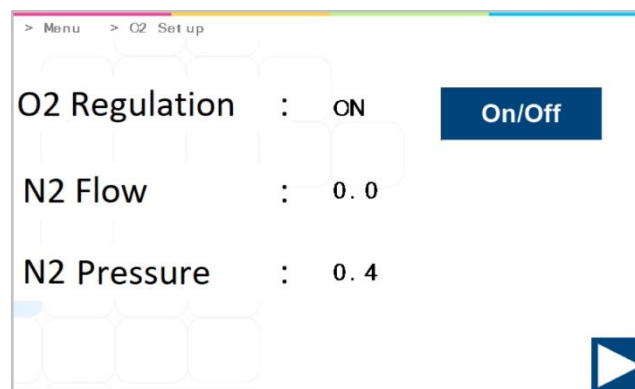 > Menu > O2 Set up
O2 Regulation : ON On/Off
N2 Flow : 0.0
N2 Pressure : 0.4